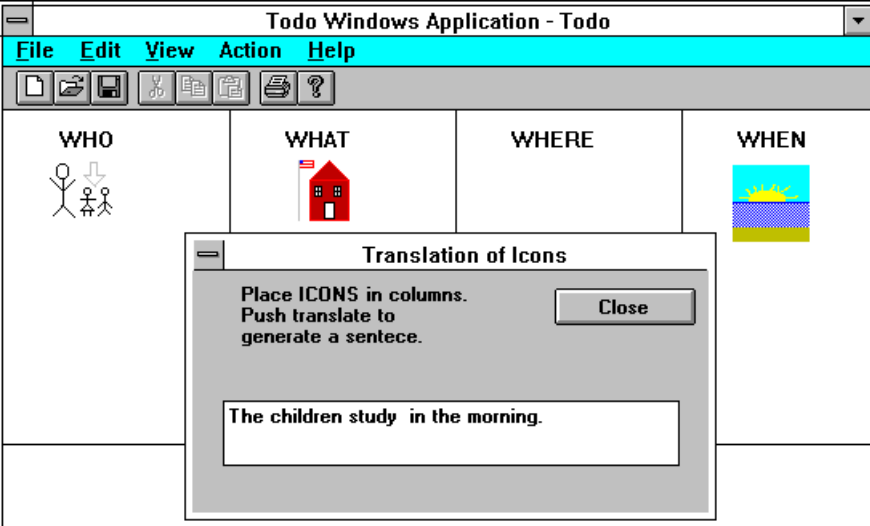 Todo Windows Application - Todo
File Edit View Action Help
WHO WHAT WHERE WHEN
Translation of Icons
Place ICONS in columns.
Push translate to
generate a sentece.
Close
The children study  in the morning.